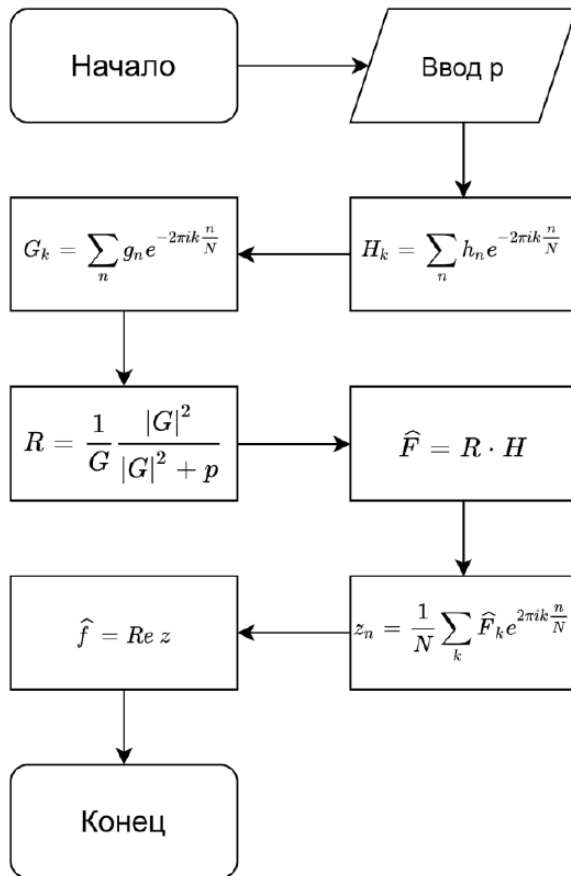 Начало
Ввод p
H_k = \sum_n h_n e^{-2\pi i k \frac{n}{N}}
G_k = \sum_n g_n e^{-2\pi i k \frac{n}{N}}
R = \frac{1}{G} \frac{|G|^2}{|G|^2 + p}
\widehat{F} = R \cdot H
z_n = \frac{1}{N} \sum_k \widehat{F}_k e^{2\pi i k \frac{n}{N}}
\widehat{f} = Re z
Конец